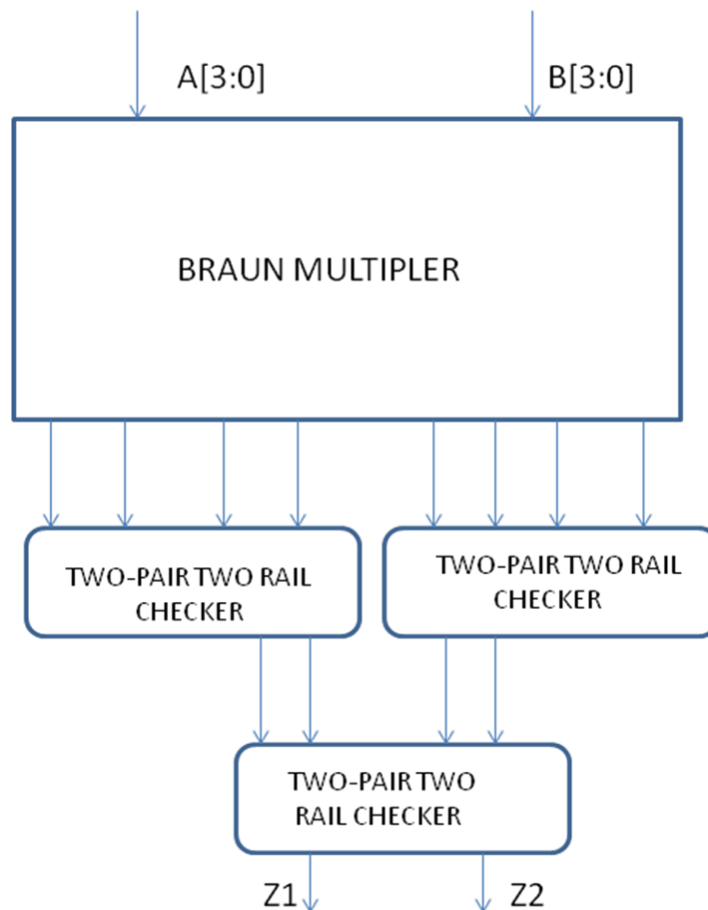 A[3:0] B[3:0]
BRAUN MULTIPLER
TWO-PAIR TWO RAIL
CHECKER
TWO-PAIR TWO RAIL
CHECKER
TWO-PAIR TWO
RAIL CHECKER
Z1 Z2